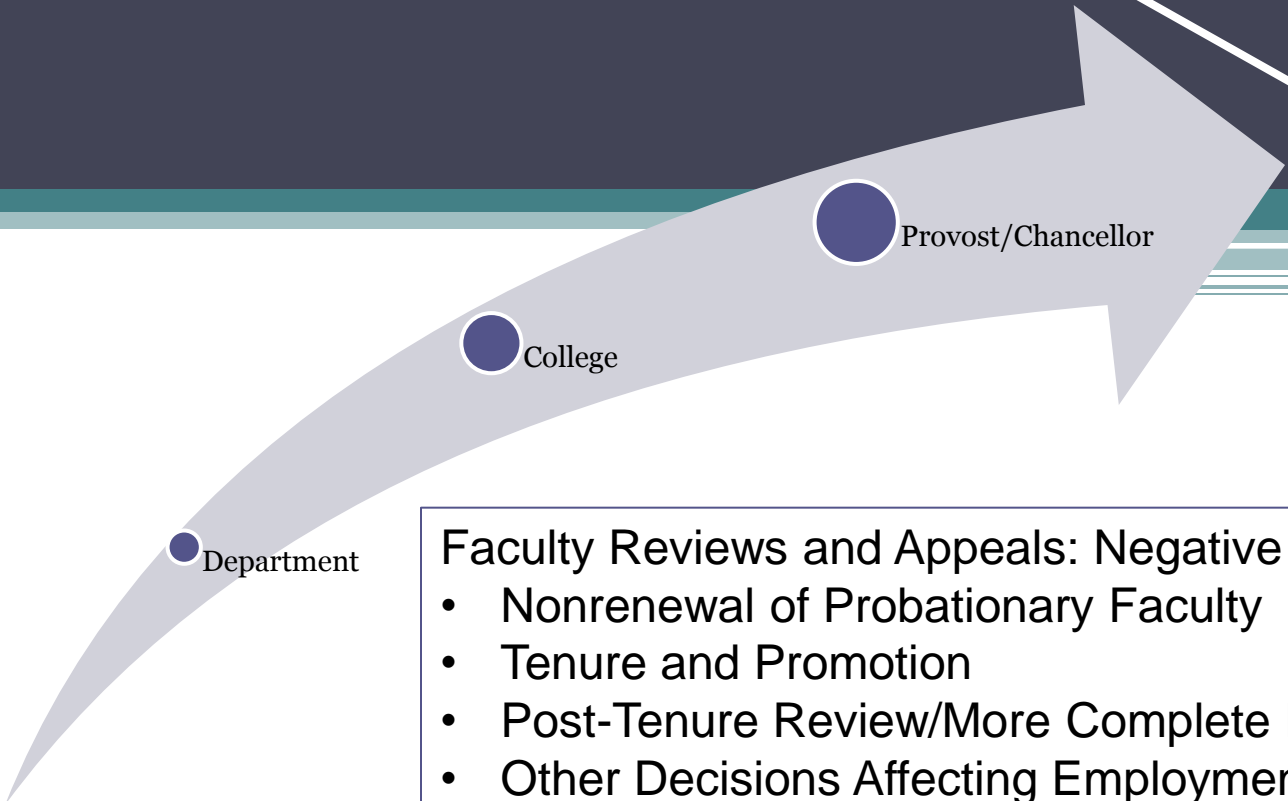 Provost/Chancellor
College
Department
Faculty Reviews and Appeals: Negative
• Nonrenewal of Probationary Faculty
• Tenure and Promotion
• Post-Tenure Review/More Complete
• Other Decisions Affecting Employmen